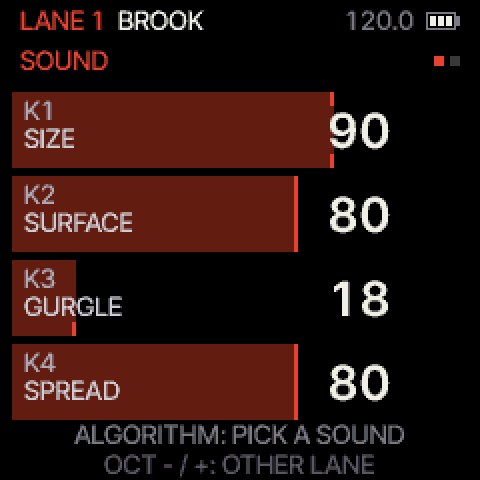 LANE 1 BROOK 120.0
SOUND
K1
SIZE
90
K2
SURFACE
80
K3
GURGLE
18
K4
SPREAD
80
ALGORITHM: PICK A SOUND
OCT - / +: OTHER LANE